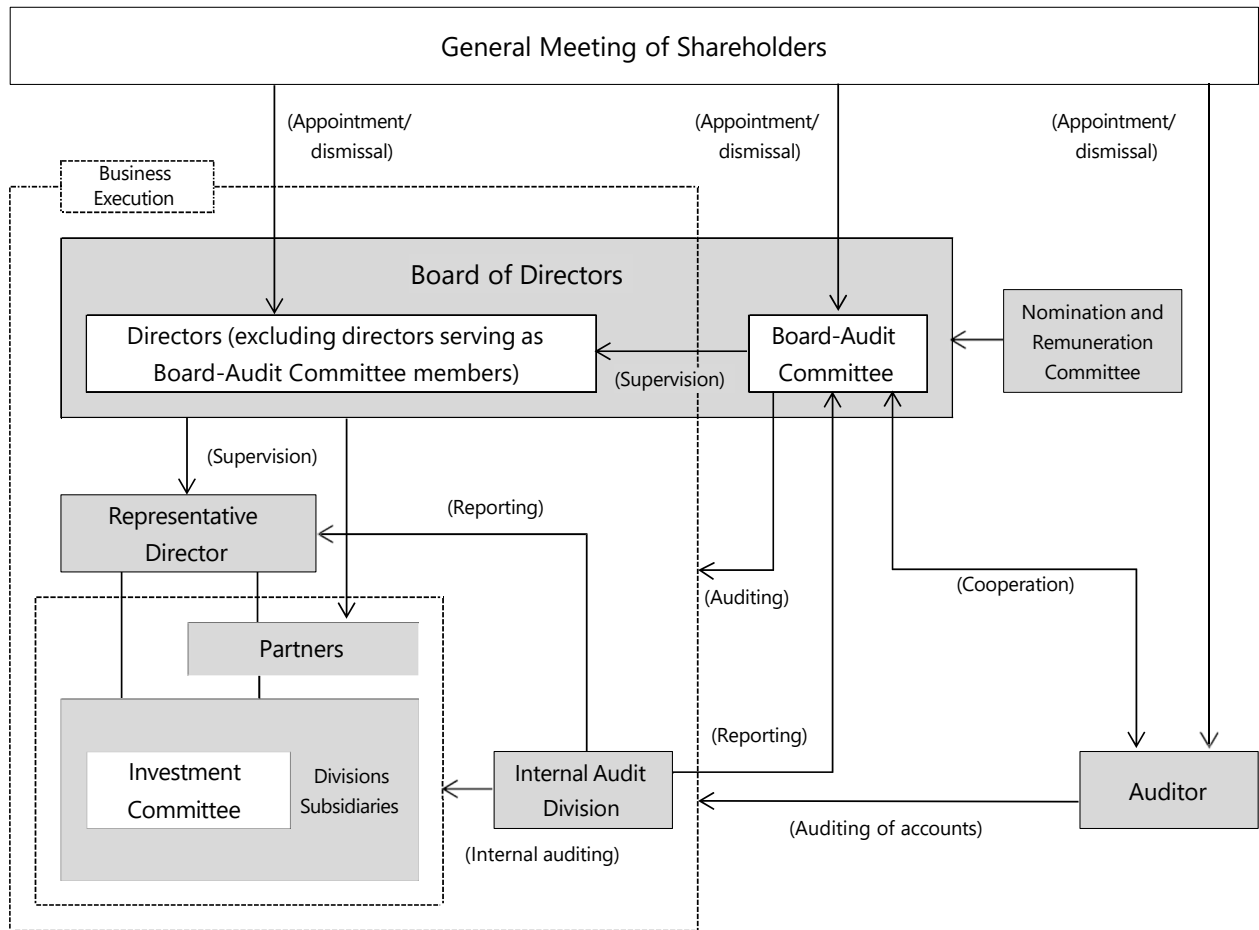 General Meeting of Shareholders
(Appointment/
dismissal)
(Appointment/
dismissal)
(Appointment/
dismissal)
Business
Execution
Board of Directors
Directors (excluding directors serving as
Board-Audit Committee members)
(Supervision)
Board-Audit
Committee
Nomination and
Remuneration
Committee
(Supervision)
Representative
Director
(Reporting)
(Auditing)
(Cooperation)
Partners
Investment
Committee
Divisions
Subsidiaries
Internal Audit
Division
(Reporting)
Auditor
(Auditing of accounts)
(Internal auditing)